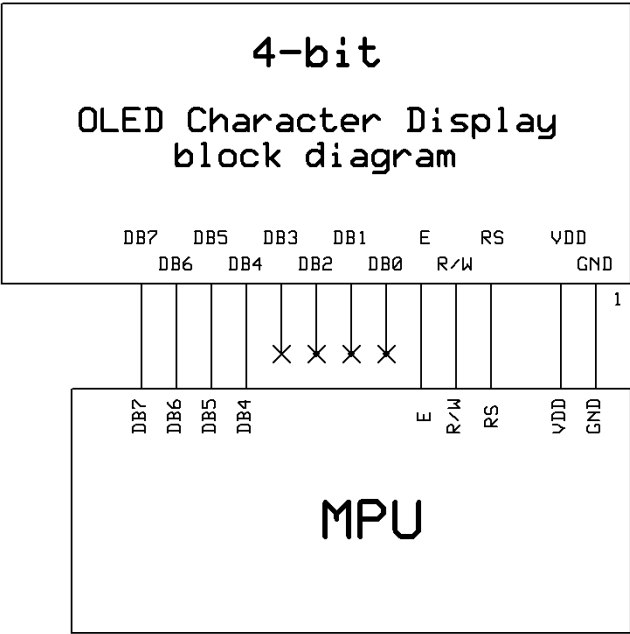 4-bit
OLED Character Display
block diagram
DB7 DB5 DB3 DB1 E RS VDD
DB6 DB4 DB2 DB0 R/W GND
1
DB7 DB6 DB5 DB4 E R/W RS VDD GND
MPU